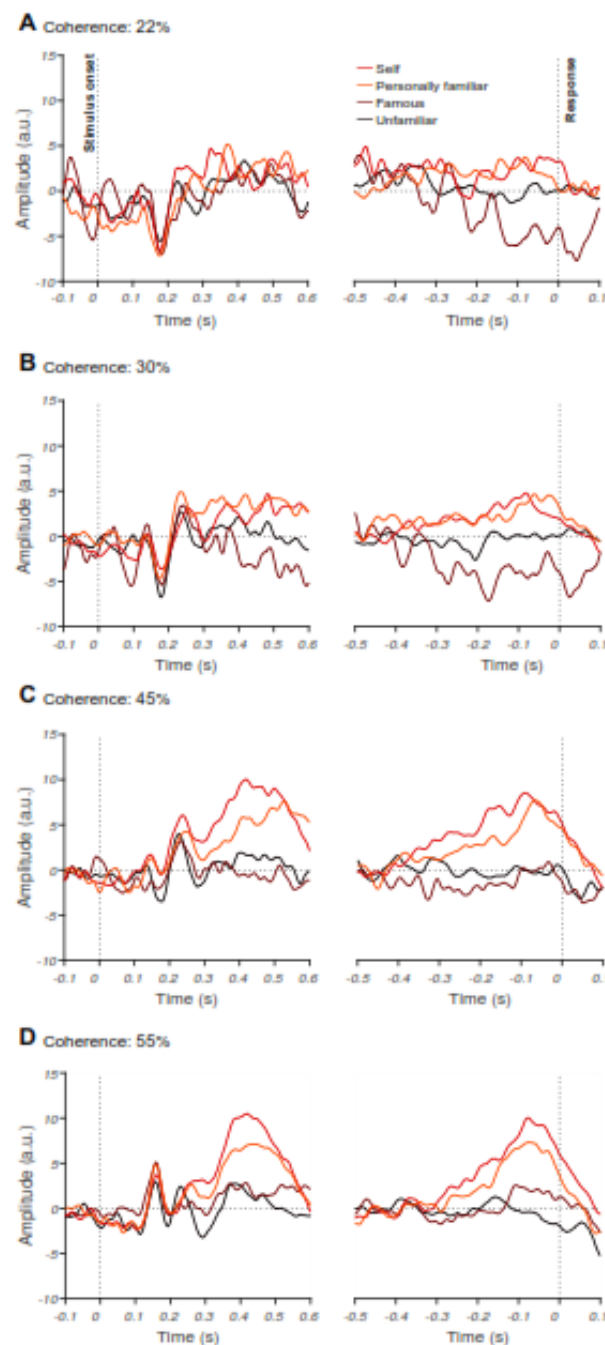 A Coherence: 22%
15
10
5
0
-5
-10
Amplitude (a.u.)
Stimulus onset
-0.1 0 0.1 0.2 0.3 0.4 0.5 0.6
Time (s)
Self
Personally familiar
Famous
Unfamiliar
Response
-0.5 -0.4 -0.3 -0.2 -0.1 0 0.1
Time (s)
B Coherence: 30%
15
10
5
0
-5
-10
Amplitude (a.u.)
-0.1 0 0.1 0.2 0.3 0.4 0.5 0.6
Time (s)
-0.5 -0.4 -0.3 -0.2 -0.1 0 0.1
Time (s)
C Coherence: 45%
15
10
5
0
-5
-10
Amplitude (a.u.)
-0.1 0 0.1 0.2 0.3 0.4 0.5 0.6
Time (s)
-0.5 -0.4 -0.3 -0.2 -0.1 0 0.1
Time (s)
D Coherence: 55%
15
10
5
0
-5
-10
Amplitude (a.u.)
-0.1 0 0.1 0.2 0.3 0.4 0.5 0.6
Time (s)
-0.5 -0.4 -0.3 -0.2 -0.1 0 0.1
Time (s)